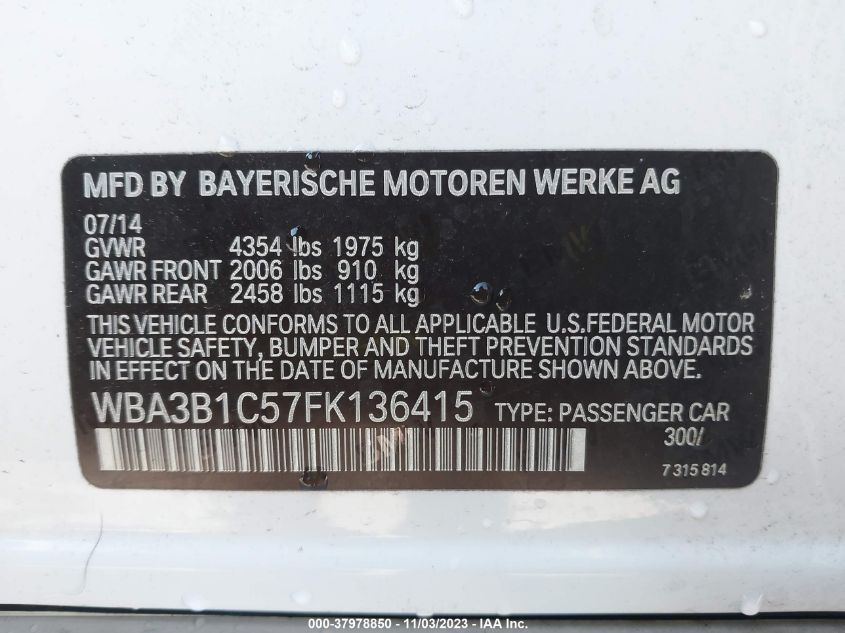 MFD BY BAYERISCHE MOTOREN WERKE AG
07/14
GVWR 4354 lbs 1975 kg
GAWR FRONT 2006 lbs 910 kg
GAWR REAR 2458 lbs 1115 kg
THIS VEHICLE CONFORMS TO ALL APPLICABLE U.S.FEDERAL MOTOR
VEHICLE SAFETY, BUMPER AND THEFT PREVENTION STANDARDS
IN EFFECT ON THE DATE OF MANUFACTURE SHOWN ABOVE.
WBA3B1C57FK136415 TYPE: PASSENGER CAR
300/
7 315 814
000-37978850 - 11/03/2023 - IAA Inc.